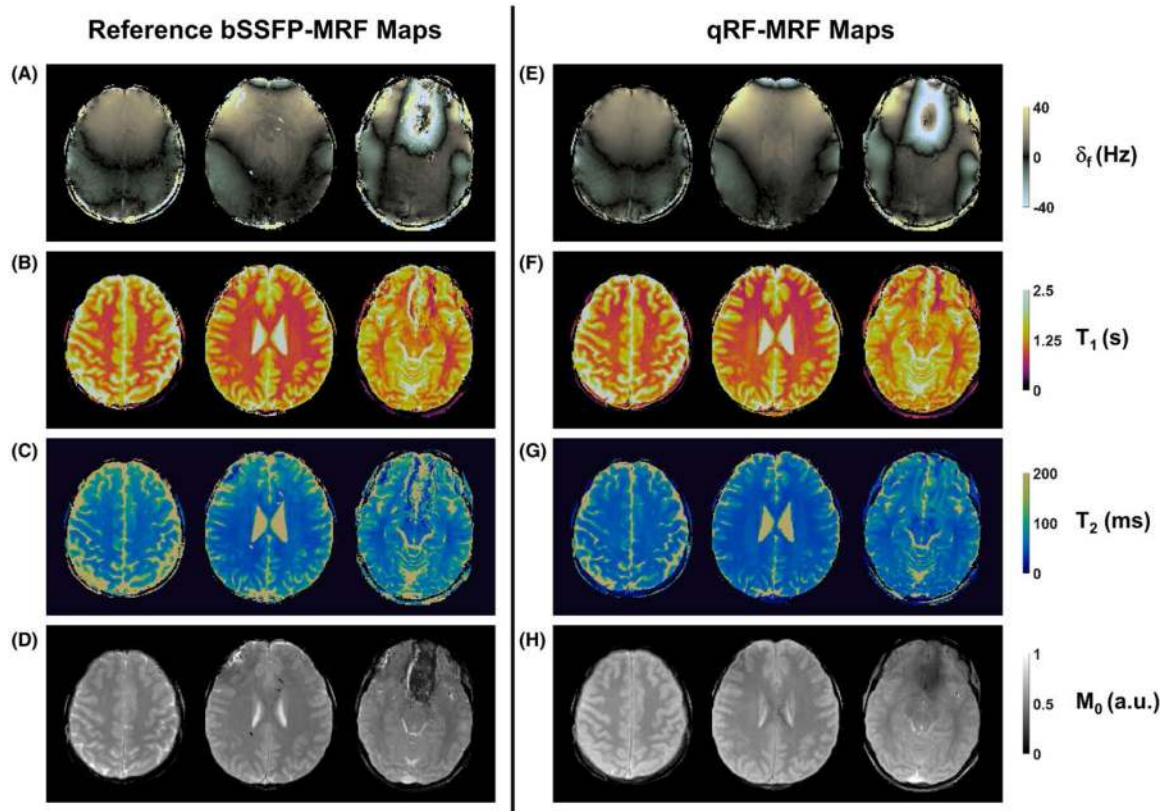 Reference bSSFP-MRF Maps
qRF-MRF Maps
(A)
(E)
40
0
-40
δf (Hz)
(B)
(F)
2.5
1.25
0
T1 (s)
(C)
(G)
200
100
0
T2 (ms)
(D)
(H)
1
0.5
0
M0 (a.u.)